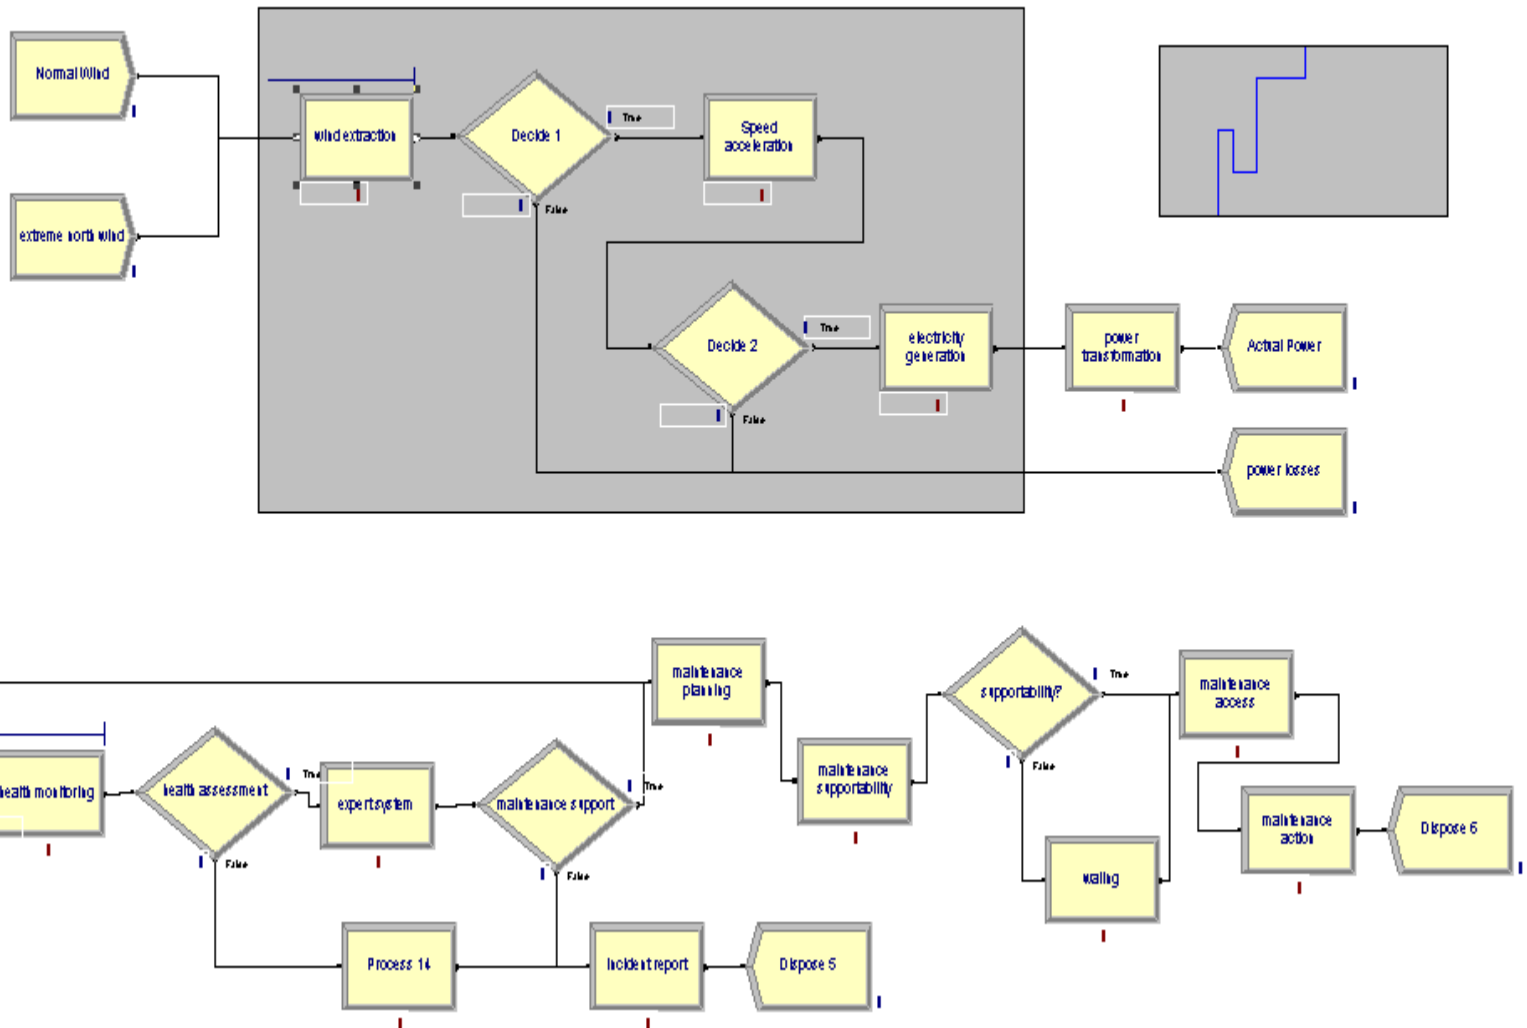 Normal Wind
wind extraction
Decide 1
True
Speed
acceleration
False
extreme north wind
Decide 2
True
electricity
generation
power
transformation
Actual Power
False
power losses
maintenance
planning
supportability?
True
maintenance
access
health monitoring
health assessment
True
expert system
maintenance support
True
maintenance
supportability
False
maintenance
action
Dispose 6
False
False
waiting
Process 14
Incident report
Dispose 5